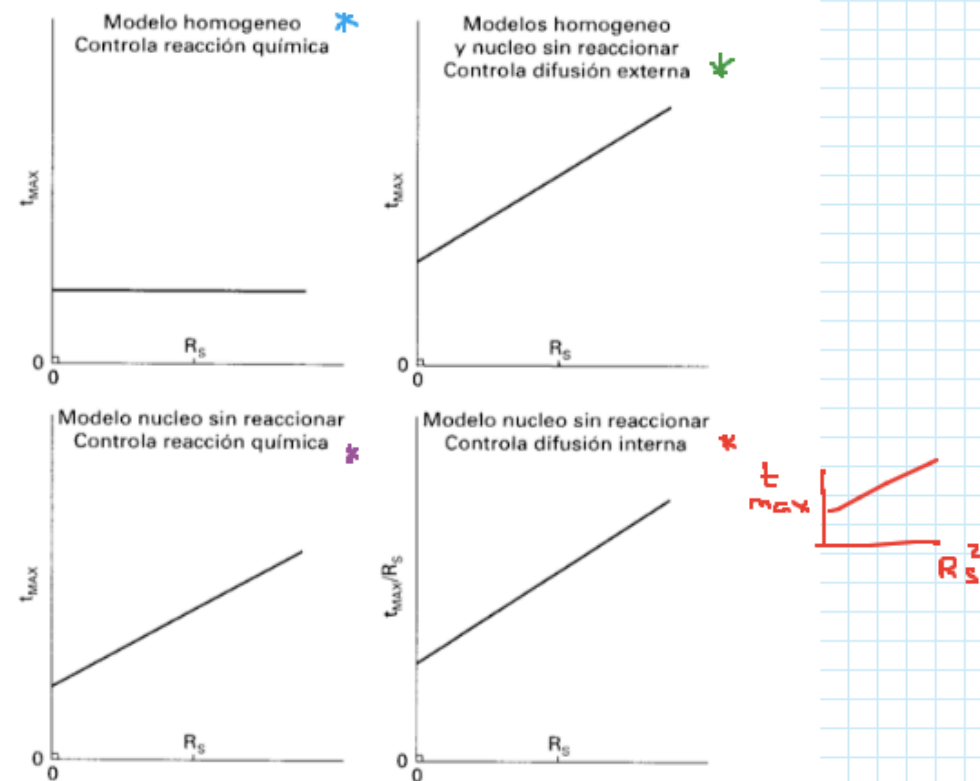 Modelo homogeneo
Controla reacción química
t_MAX
R_S
0
0
Modelos homogeneo
y nucleo sin reaccionar
Controla difusión externa
t_MAX
R_S
0
0
Modelo nucleo sin reaccionar
Controla reacción química
t_MAX
R_S
0
0
Modelo nucleo sin reaccionar
Controla difusión interna
t_MAX/R_S
R_S
0
0
t
max
R_s^2